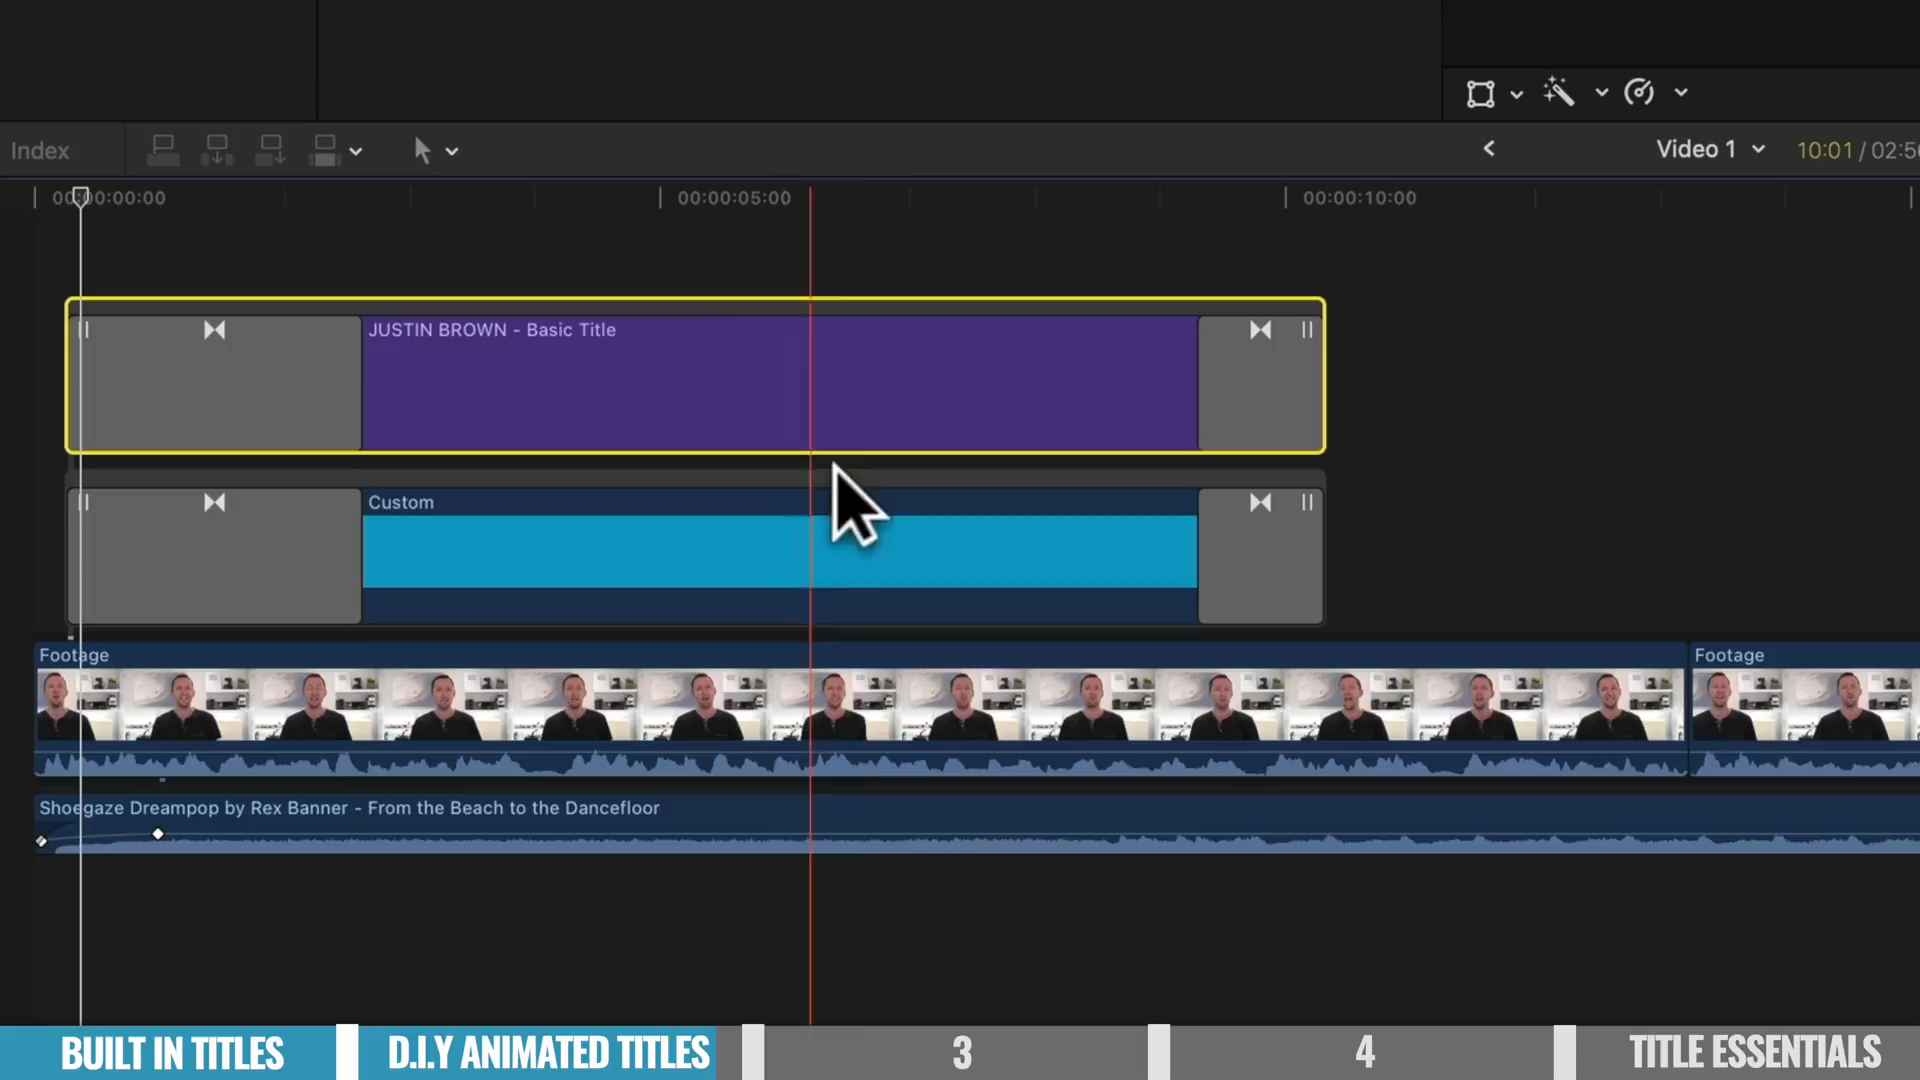 Index
Video 1
10:01 / 02:5
00:00:00:00
00:00:05:00
00:00:10:00
JUSTIN BROWN - Basic Title
Custom
Footage
Footage
Shoegaze Dreampop by Rex Banner - From the Beach to the Dancefloor
BUILT IN TITLES
D.I.Y ANIMATED TITLES
3
4
TITLE ESSENTIALS